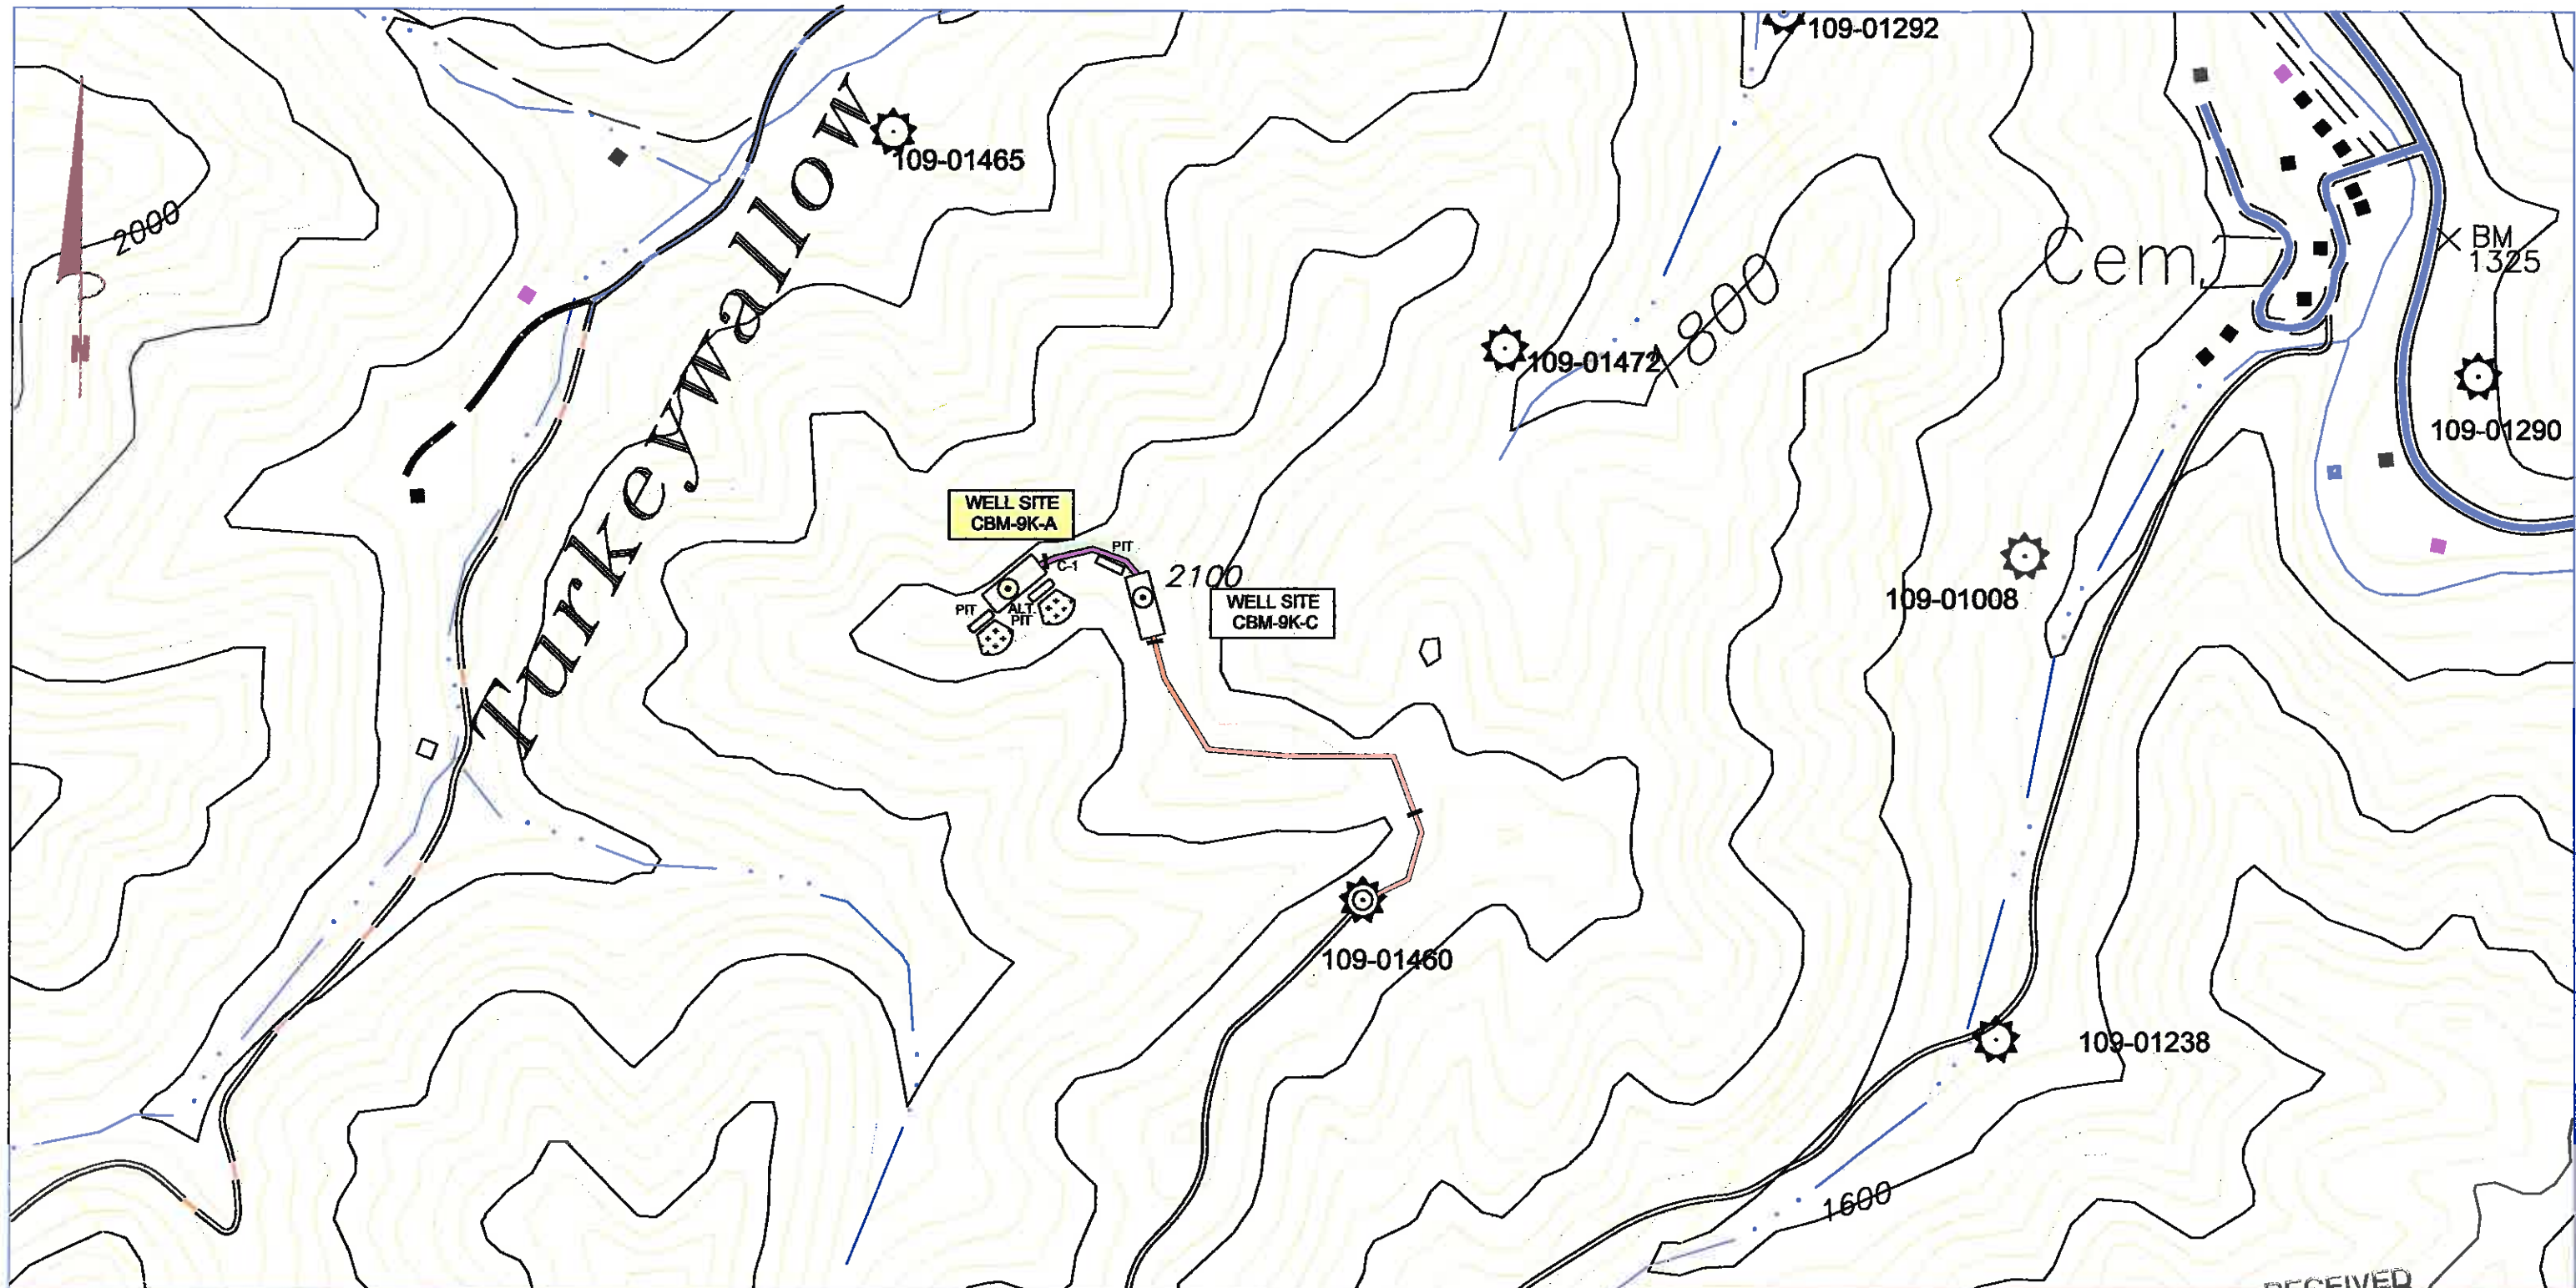 109-01292
109-01465
2000
Turkeywallow
Cem.
BM
1325
1800
109-01472
N
109-01290
WELL SITE
CBM-9K-A
PIT
C-1
2100
109-01008
WELL SITE
CBM-9K-C
PIT
ALT.
PIT
109-01460
109-01238
1600
RECEIVED